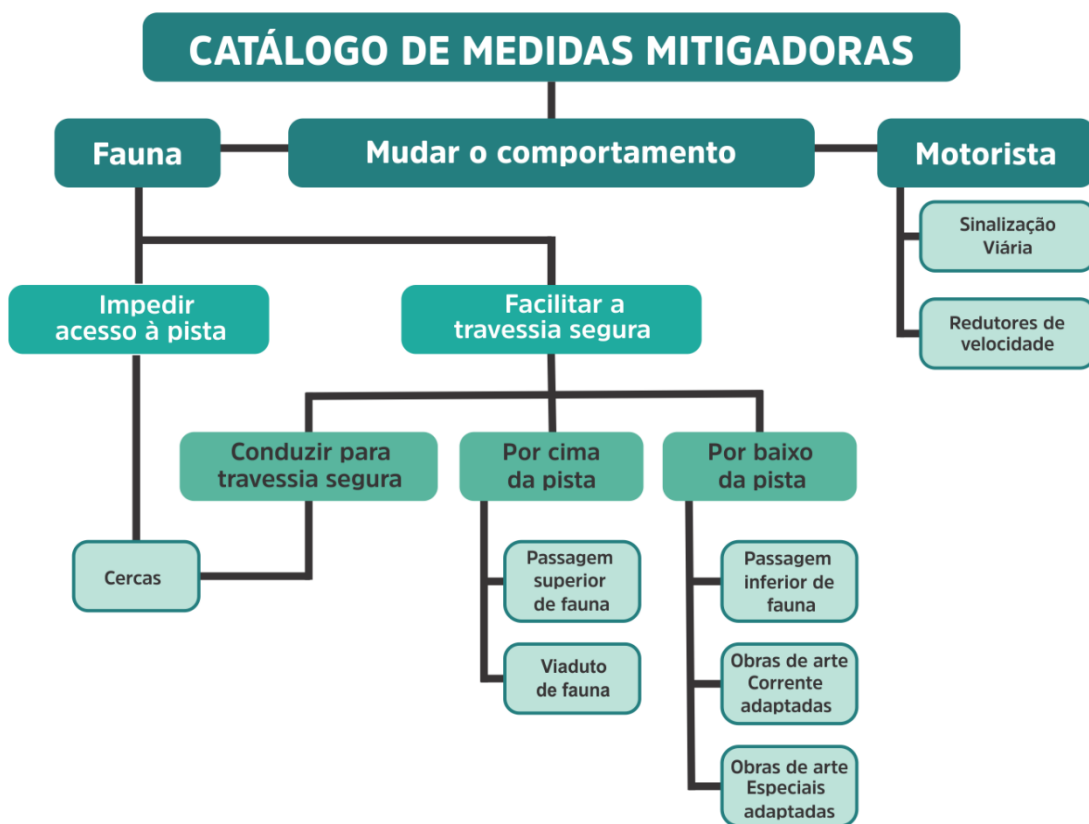 CATÁLOGO DE MEDIDAS MITIGADORAS
Fauna
Mudar o comportamento
Motorista
Sinalização
Viária
Redutores de
velocidade
Impedir
acesso à pista
Facilitar a
travessia segura
Conduzir para
travessia segura
Por cima
da pista
Por baixo
da pista
Cercas
Passagem
superior
de fauna
Viaduto
de fauna
Passagem
inferior de
fauna
Obras de arte
Corrente
adaptadas
Obras de arte
Especiais
adaptadas